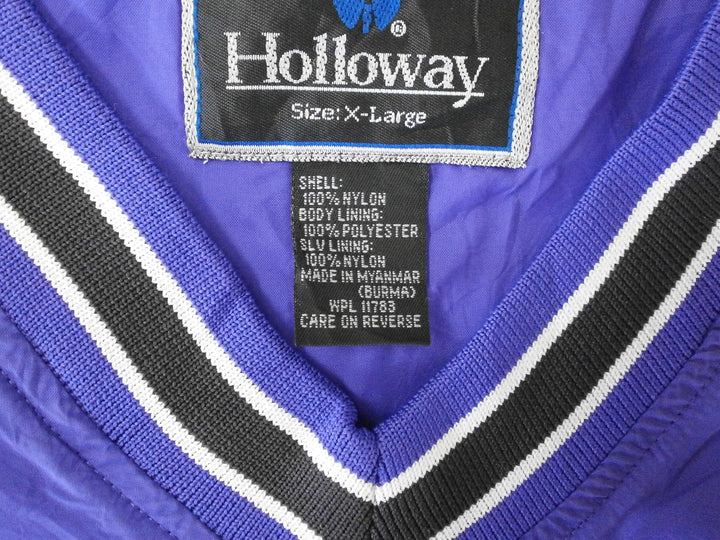 ®
Holloway
Size: X-Large
SHELL:
100% NYLON
BODY LINING:
100% POLYESTER
SLV LINING:
100% NYLON
MADE IN MYANMAR
(BURMA)
WPL 11783
CARE ON REVERSE